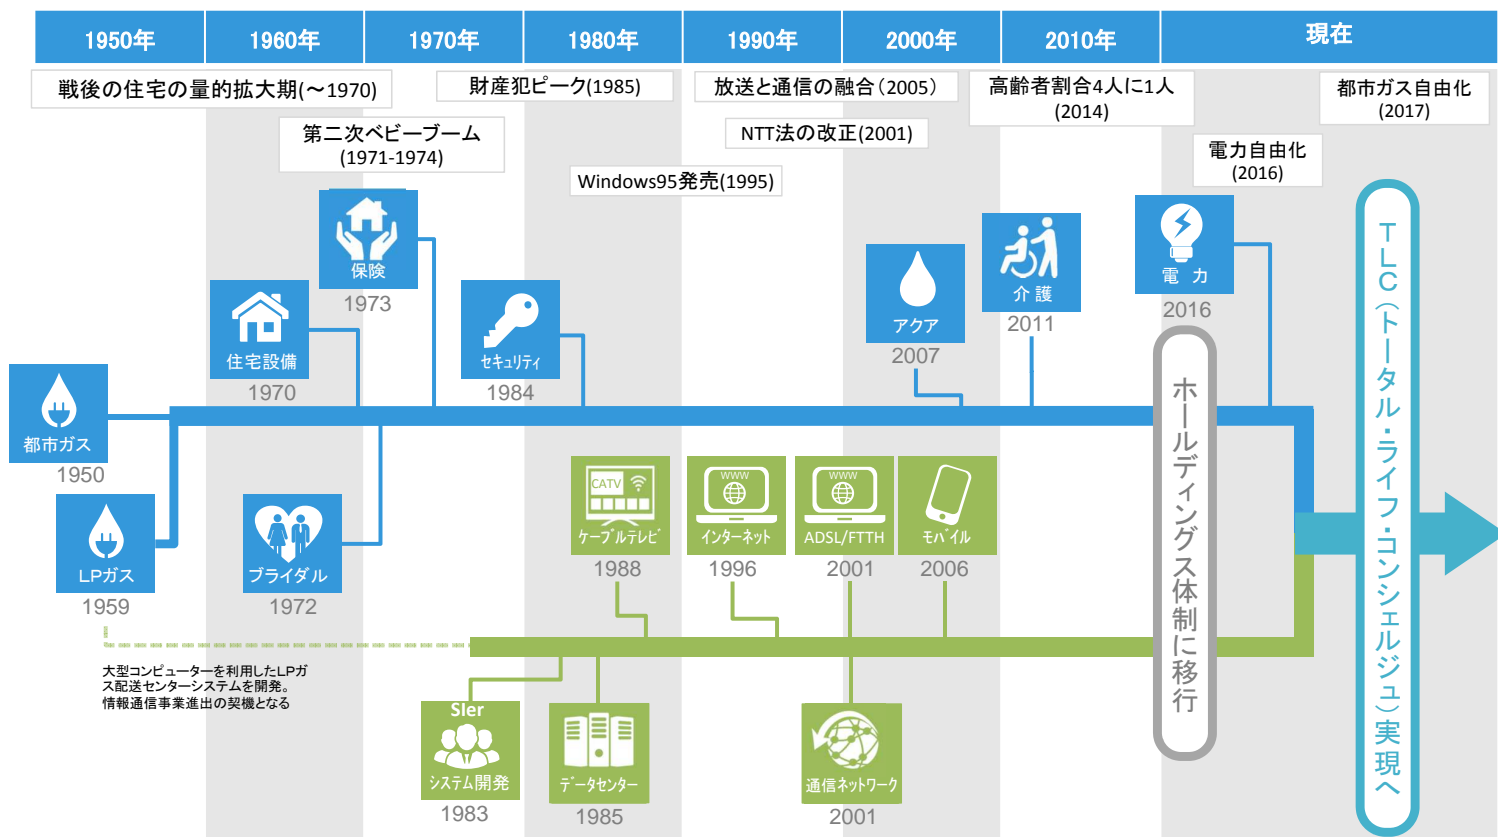 1950年
1960年
1970年
1980年
1990年
2000年
2010年
現在
戦後の住宅の量的拡大期(～1970)
財産犯ピーク(1985)
放送と通信の融合(2005)
高齢者割合4人に1人
(2014)
都市ガス自由化
(2017)
第二次ベビーブーム
(1971-1974)
NTT法の改正(2001)
電力自由化
(2016)
Windows95発売(1995)
保険
1973
住宅設備
1970
セキュリティ
1984
アクア
2007
介護
2011
電 力
2016
都市ガス
1950
LPガス
1959
ブライダル
1972
CATV
ケーブルテレビ
1988
WWW
インターネット
1996
WWW
ADSL/FTTH
2001
モバイル
2006
大型コンピューターを利用したLPガ
ス配送センターシステムを開発。
情報通信事業進出の契機となる
SIer
システム開発
1983
データセンター
1985
通信ネットワーク
2001
ホールディングス体制に移行
TLC(トータル・ライフ・コンシェルジュ)実現へ